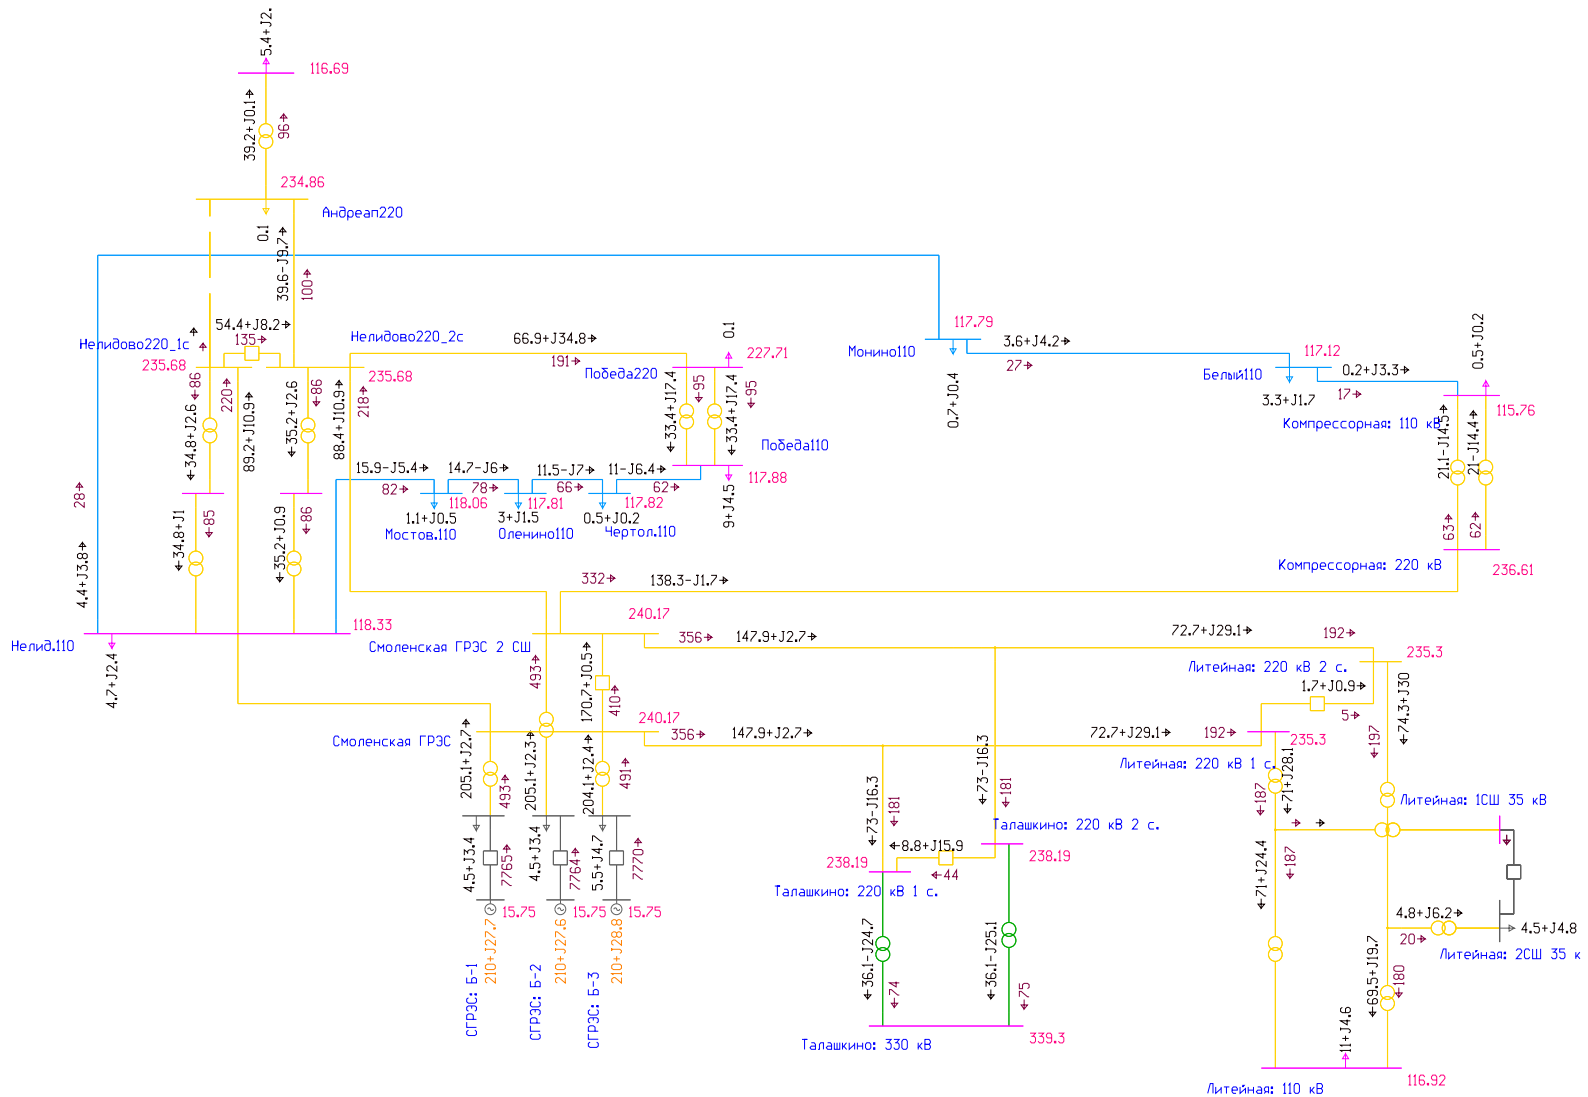 5.4+J2.
116.69
39.2+J0.1
96
234.86
Андреап220
0.1
39.6-J9.7
100
54.4+J8.2
135
Нелидово220_1с
235.68
Нелидово220_2с
235.68
66.9+J34.8
191
0.1
227.71
Победа220
86
220
34.8+J2.6
89.2+J10.9
35.2+J2.6
86
88.4+J10.9
218
95
33.4+J17.4
33.4+J17.4
95
Победа110
117.88
9+J4.5
15.9-J5.4
82
14.7-J6
78
11.5-J7
66
11-J6.4
62
118.06
117.81
117.82
1.1+J0.5
3+J1.5
0.5+J0.2
Мостов.110
Оленино110
Чертол.110
117.79
Монино110
0.7+J0.4
3.6+J4.2
27
117.12
Белый110
3.3+J1.7
0.2+J3.3
17
0.5+J0.2
115.76
Компрессорная: 110 кВ
21.1-J14.5
21-J14.4
63
62
Компрессорная: 220 кВ
236.61
28
4.4+J3.8
34.8+J1
85
35.2+J0.9
86
118.33
Нелид.110
4.7+J2.4
332
138.3-J1.7
240.17
Смоленская ГРЭС 2 СШ
356
147.9+J2.7
72.7+J29.1
192
235.3
Литейная: 220 кВ 2 с.
493
170.7+J0.5
410
1.7+J0.9
5
74.3+J30
197
240.17
Смоленская ГРЭС
356
147.9+J2.7
72.7+J29.1
192
235.3
Литейная: 220 кВ 1 с.
205.1+J2.7
493
205.1+J2.3
204.1+J2.4
491
73-J16.3
181
73-J16.3
181
187
71+J28.1
Литейная: 1СШ 35 кВ
Талашкино: 220 кВ 2 с.
238.19
8.8+J15.9
44
238.19
Талашкино: 220 кВ 1 с.
4.5+J3.4
7765
4.5+J3.4
7764
5.5+J4.7
7770
15.75
15.75
15.75
71+J24.4
187
4.8+J6.2
20
4.5+J4.8
Литейная: 2СШ 35 к
СГРЭС: Б-1
210+J27.7
СГРЭС: Б-2
210+J27.6
СГРЭС: Б-3
210+J28.8
36.1-J24.7
74
36.1-J25.1
75
69.5+J19.7
180
Талашкино: 330 кВ
339.3
11+J4.6
Литейная: 110 кВ
116.92